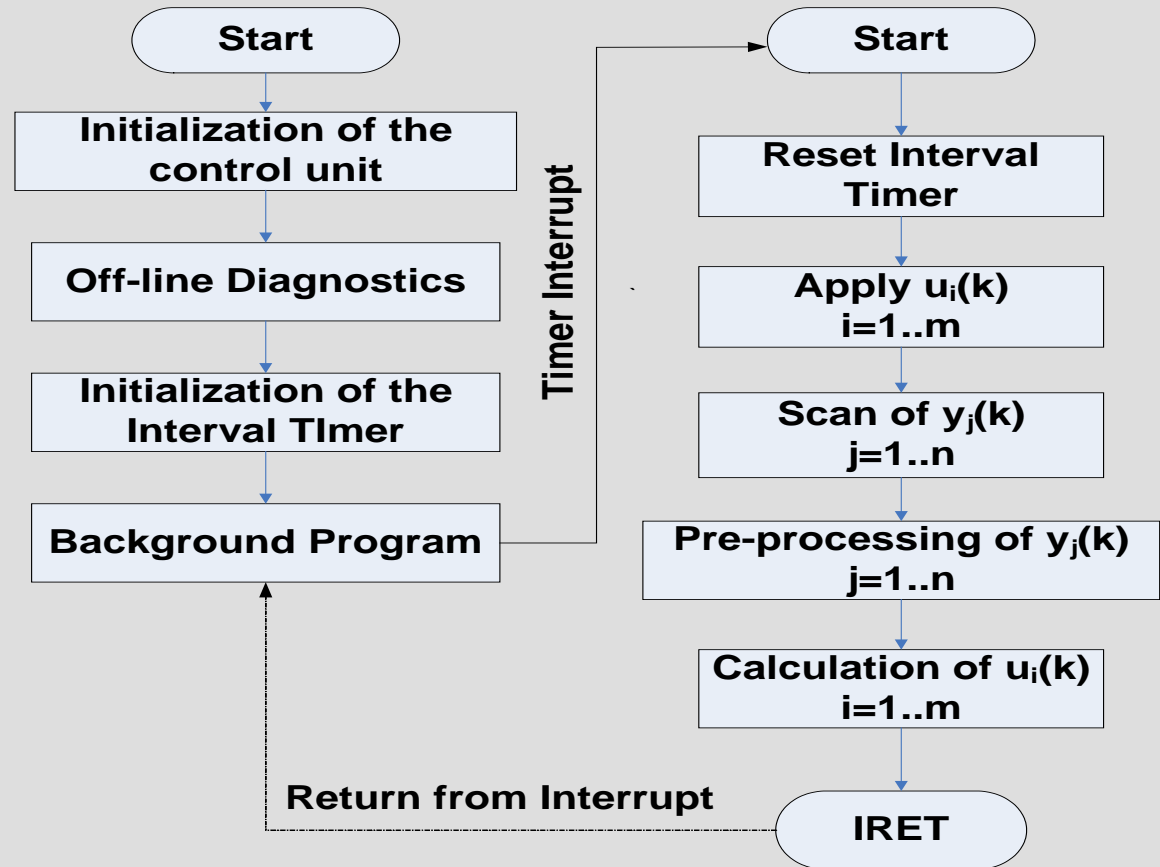 Start
Initialization of the
control unit
Off-line Diagnostics
Initialization of the
Interval TImer
Background Program
Timer Interrupt
Start
Reset Interval
Timer
Apply uᵢ(k)
i=1..m
Scan of yⱼ(k)
j=1..n
Pre-processing of yⱼ(k)
j=1..n
Calculation of uᵢ(k)
i=1..m
IRET
Return from Interrupt